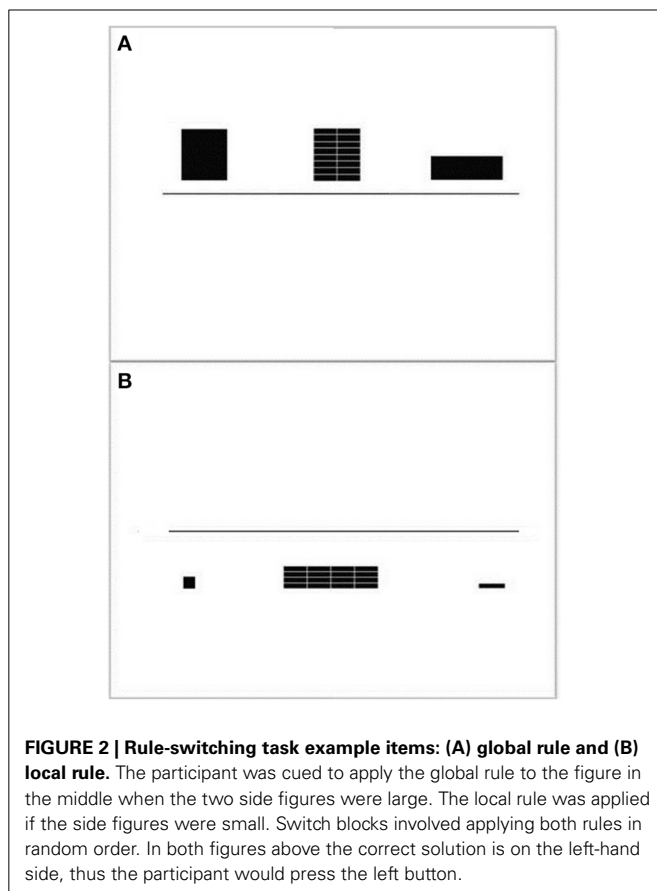 A
B
FIGURE 2 | Rule-switching task example items: (A) global rule and (B)
local rule. The participant was cued to apply the global rule to the figure in
the middle when the two side figures were large. The local rule was applied
if the side figures were small. Switch blocks involved applying both rules in
random order. In both figures above the correct solution is on the left-hand
side, thus the participant would press the left button.